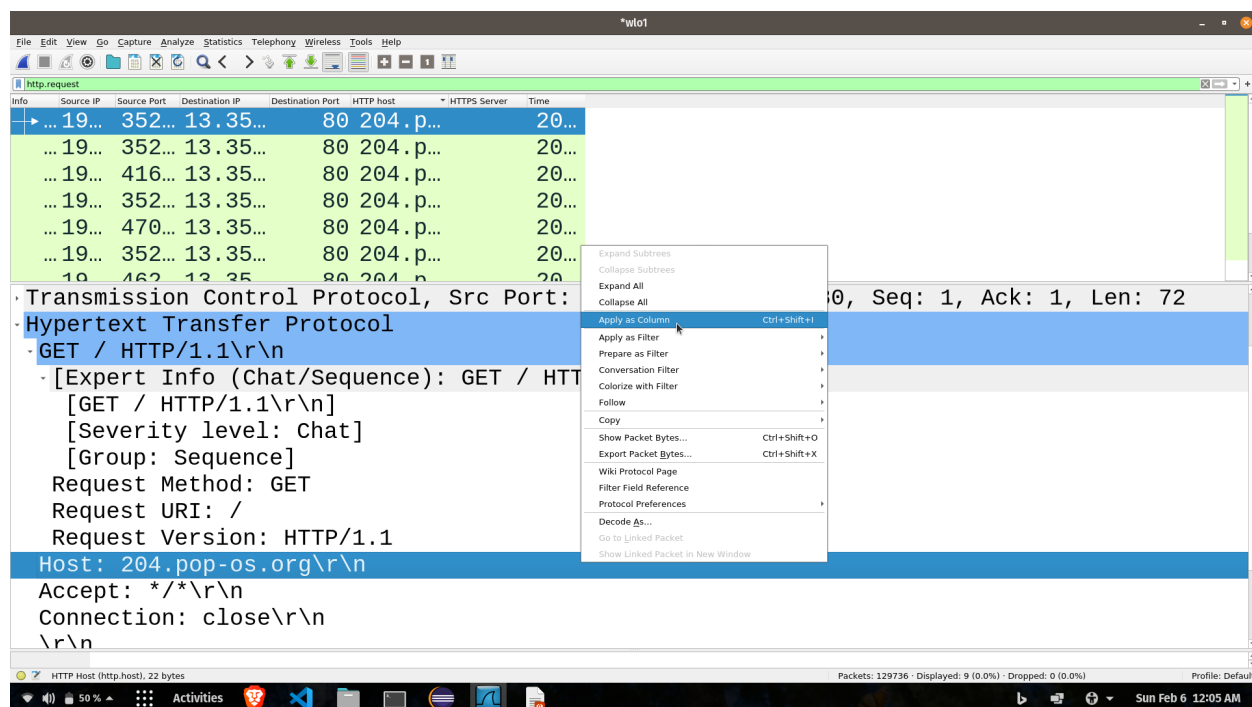 *wlo1
File Edit View Go Capture Analyze Statistics Telephony Wireless Tools Help
http.request
Info Source IP Source Port Destination IP Destination Port HTTP host HTTPS Server Time
… 19… 352… 13.35… 80 204.p… 20…
… 19… 352… 13.35… 80 204.p… 20…
… 19… 416… 13.35… 80 204.p… 20…
… 19… 352… 13.35… 80 204.p… 20…
… 19… 470… 13.35… 80 204.p… 20…
… 19… 352… 13.35… 80 204.p… 20…
19 462 13 35 80 204 p 20
Transmission Control Protocol, Src Port: 0, Seq: 1, Ack: 1, Len: 72
Hypertext Transfer Protocol
GET / HTTP/1.1\r\n
[Expert Info (Chat/Sequence): GET / HTT
[GET / HTTP/1.1\r\n]
[Severity level: Chat]
[Group: Sequence]
Request Method: GET
Request URI: /
Request Version: HTTP/1.1
Host: 204.pop-os.org\r\n
Accept: */*\r\n
Connection: close\r\n
\r\n
Expand Subtrees
Collapse Subtrees
Expand All
Collapse All
Apply as Column Ctrl+Shift+I
Apply as Filter
Prepare as Filter
Conversation Filter
Colorize with Filter
Follow
Copy
Show Packet Bytes... Ctrl+Shift+O
Export Packet Bytes... Ctrl+Shift+X
Wiki Protocol Page
Filter Field Reference
Protocol Preferences
Decode As...
Go to Linked Packet
Show Linked Packet in New Window
HTTP Host (http.host), 22 bytes
Packets: 129736 · Displayed: 9 (0.0%) · Dropped: 0 (0.0%)
Profile: Defaul
50 % Activities Sun Feb 6 12:05 AM